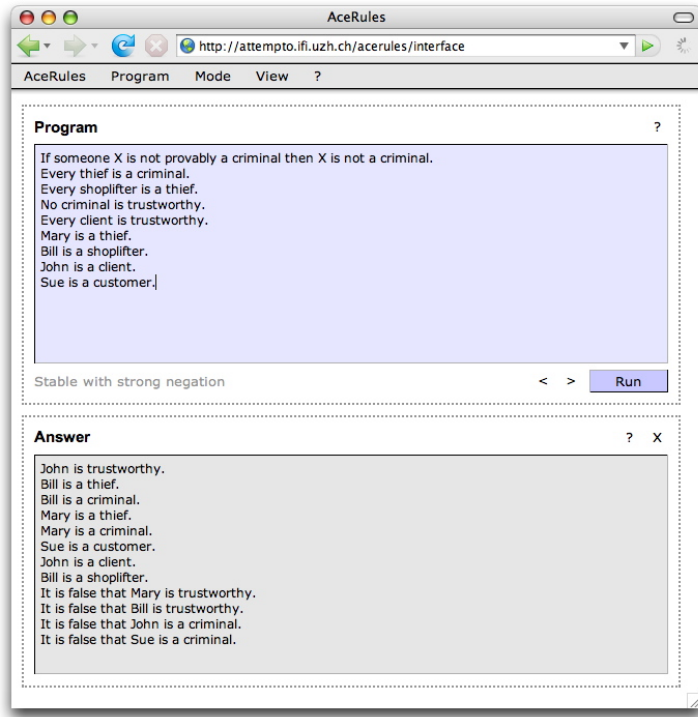 AceRules
http://attempto.ifi.uzh.ch/acerules/interface
AceRules Program Mode View ?
Program ?
If someone X is not provably a criminal then X is not a criminal.
Every thief is a criminal.
Every shoplifter is a thief.
No criminal is trustworthy.
Every client is trustworthy.
Mary is a thief.
Bill is a shoplifter.
John is a client.
Sue is a customer.
Stable with strong negation < > Run
Answer ? X
John is trustworthy.
Bill is a thief.
Bill is a criminal.
Mary is a thief.
Mary is a criminal.
Sue is a customer.
John is a client.
Bill is a shoplifter.
It is false that Mary is trustworthy.
It is false that Bill is trustworthy.
It is false that John is a criminal.
It is false that Sue is a criminal.